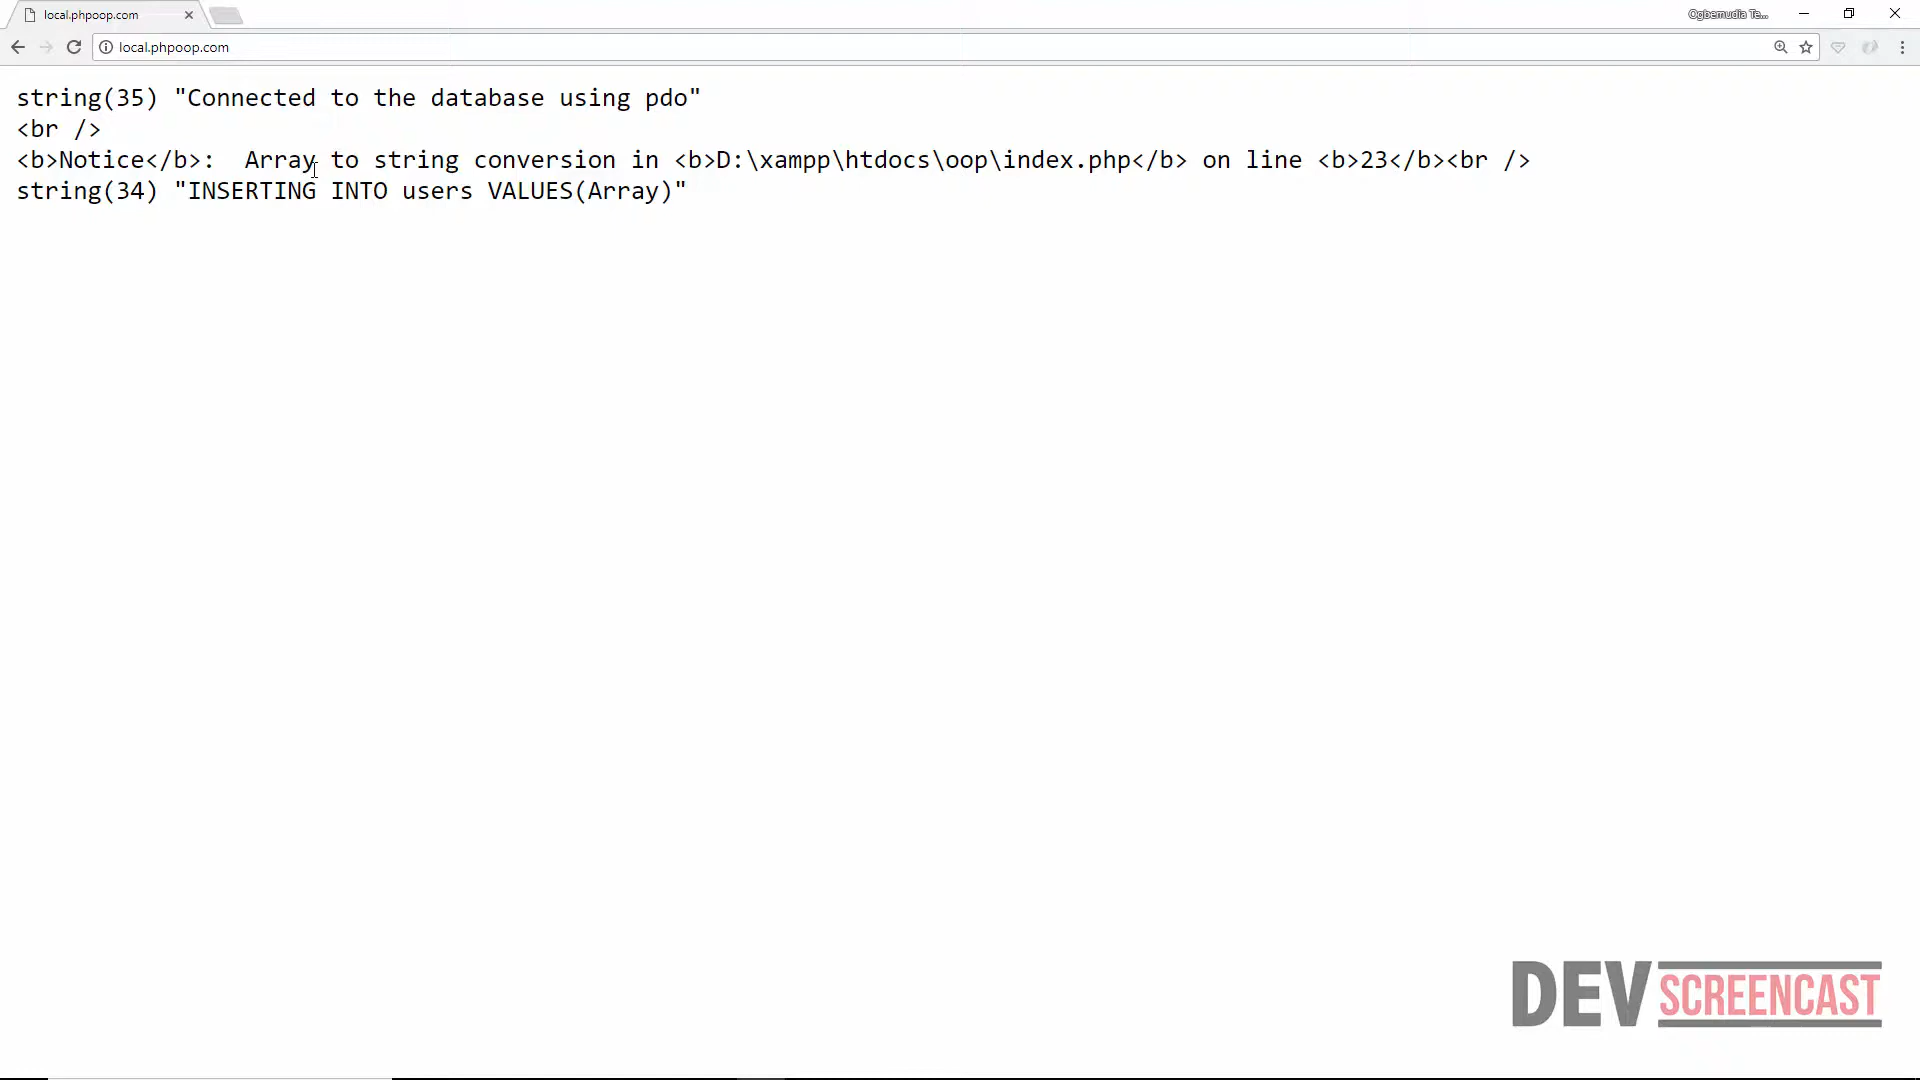 local.phpoop.com
Ogbemudia Te...
local.phpoop.com
string(35) "Connected to the database using pdo"
<br />
<b>Notice</b>:  Array to string conversion in <b>D:\xampp\htdocs\oop\index.php</b> on line <b>23</b><br />
string(34) "INSERTING INTO users VALUES(Array)"
DEV SCREENCAST